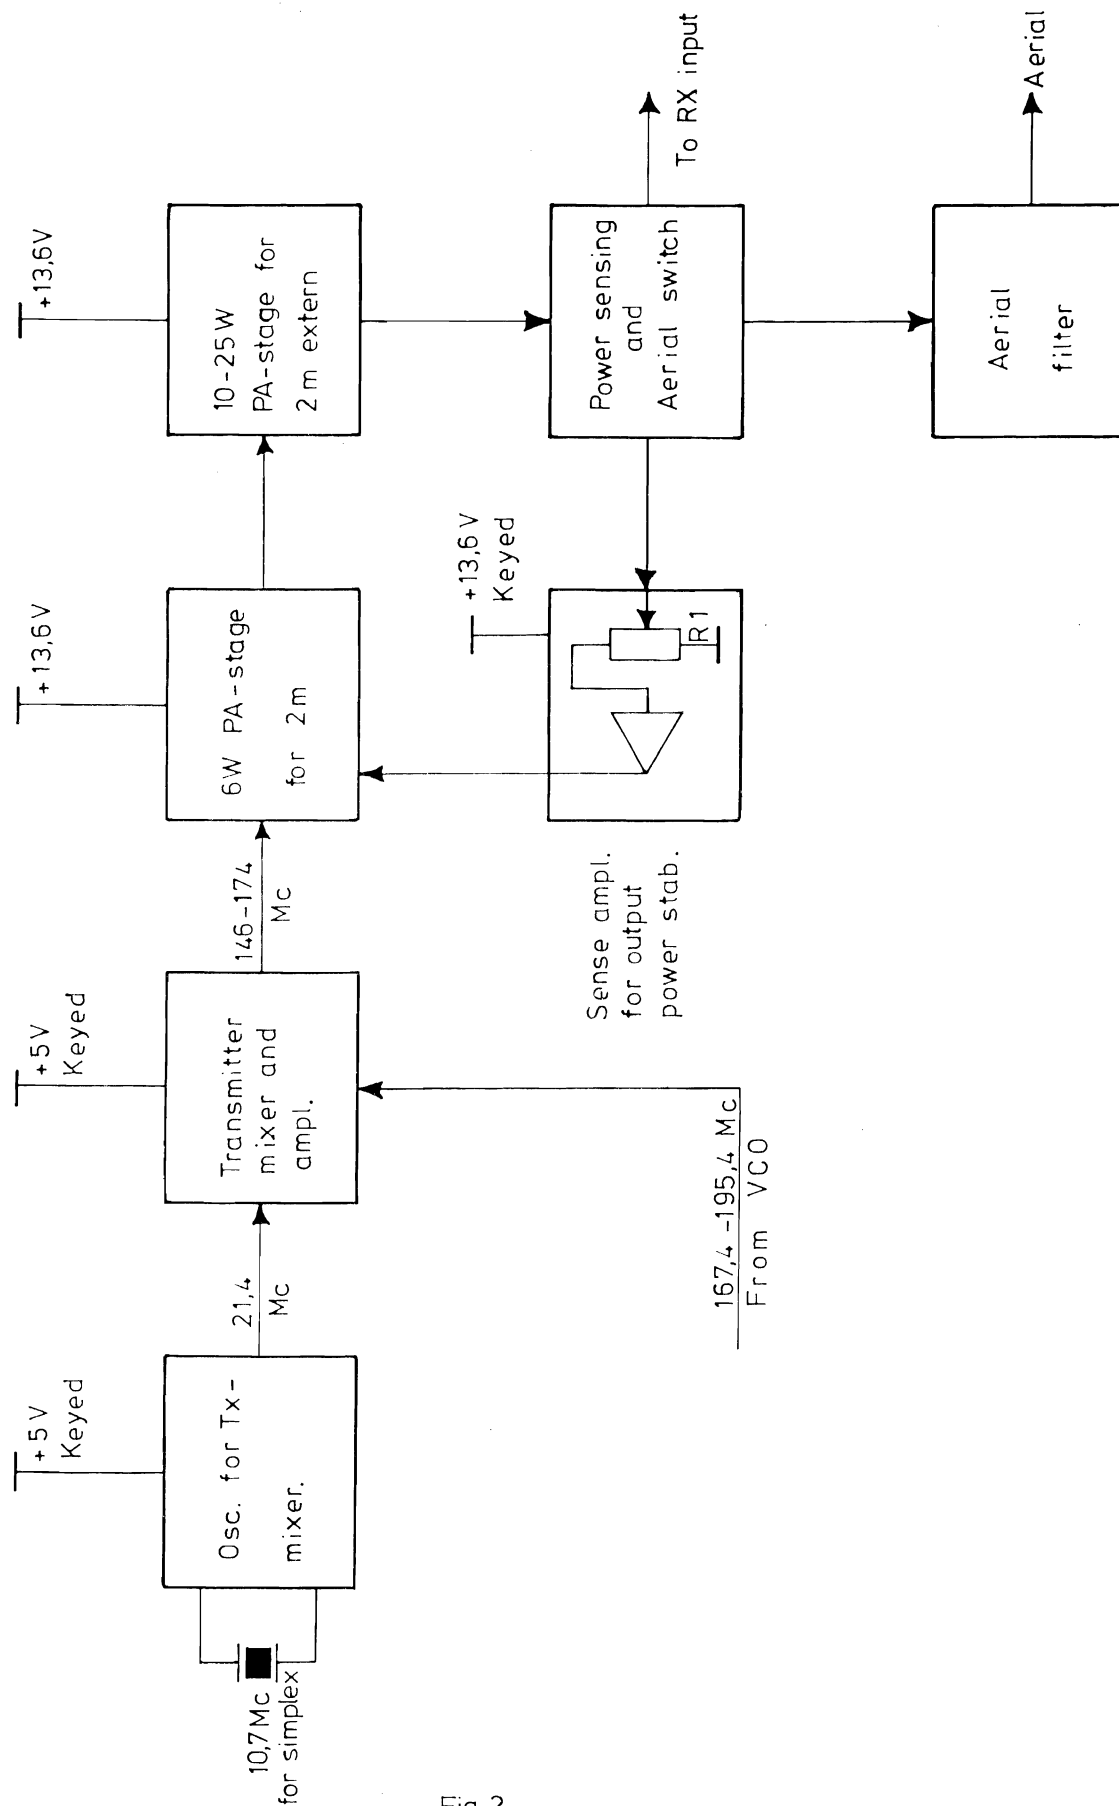 +5V
Keyed
+5V
Keyed
+13,6V
+13,6V
10,7Mc
for simplex
Osc. for Tx-
mixer.
21,4
Mc
Transmitter
mixer and
ampl.
146-174
Mc
6W PA-stage
for 2m
10-25W
PA-stage for
2m extern
167,4-195,4 Mc
From VCO
Sense ampl.
for output
power stab.
+13,6V
Keyed
R1
Power sensing
and
Aerial switch
To RX input
Aerial
filter
Aerial
Fig. 2